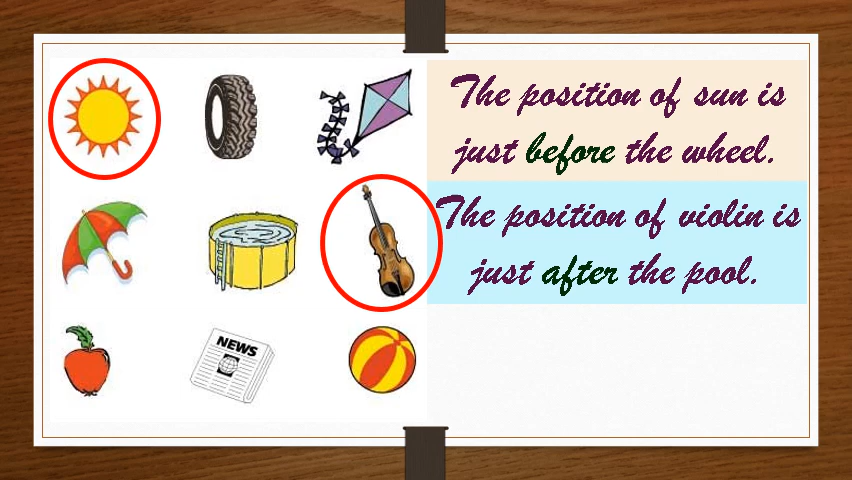 The position of sun is
just before the wheel.
The position of violin is
just after the pool.
NEWS